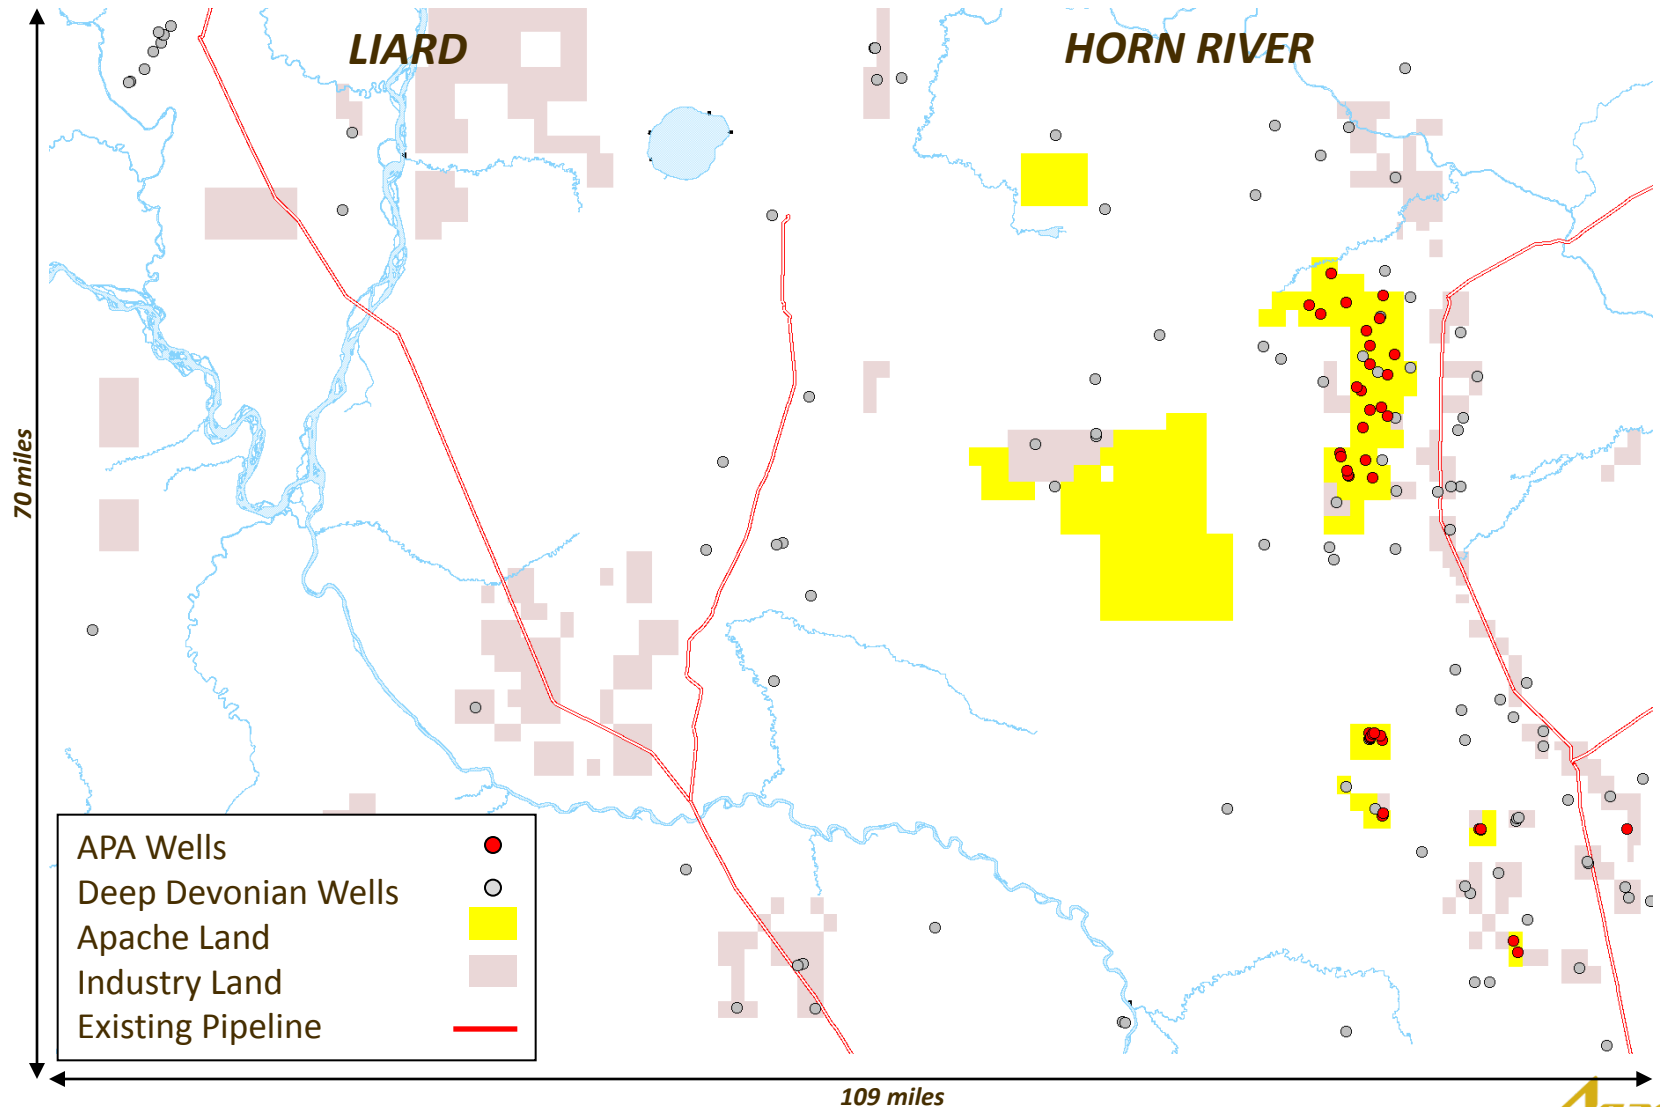 LIARD
HORN RIVER
70 miles
APA Wells
Deep Devonian Wells
Apache Land
Industry Land
Existing Pipeline
109 miles